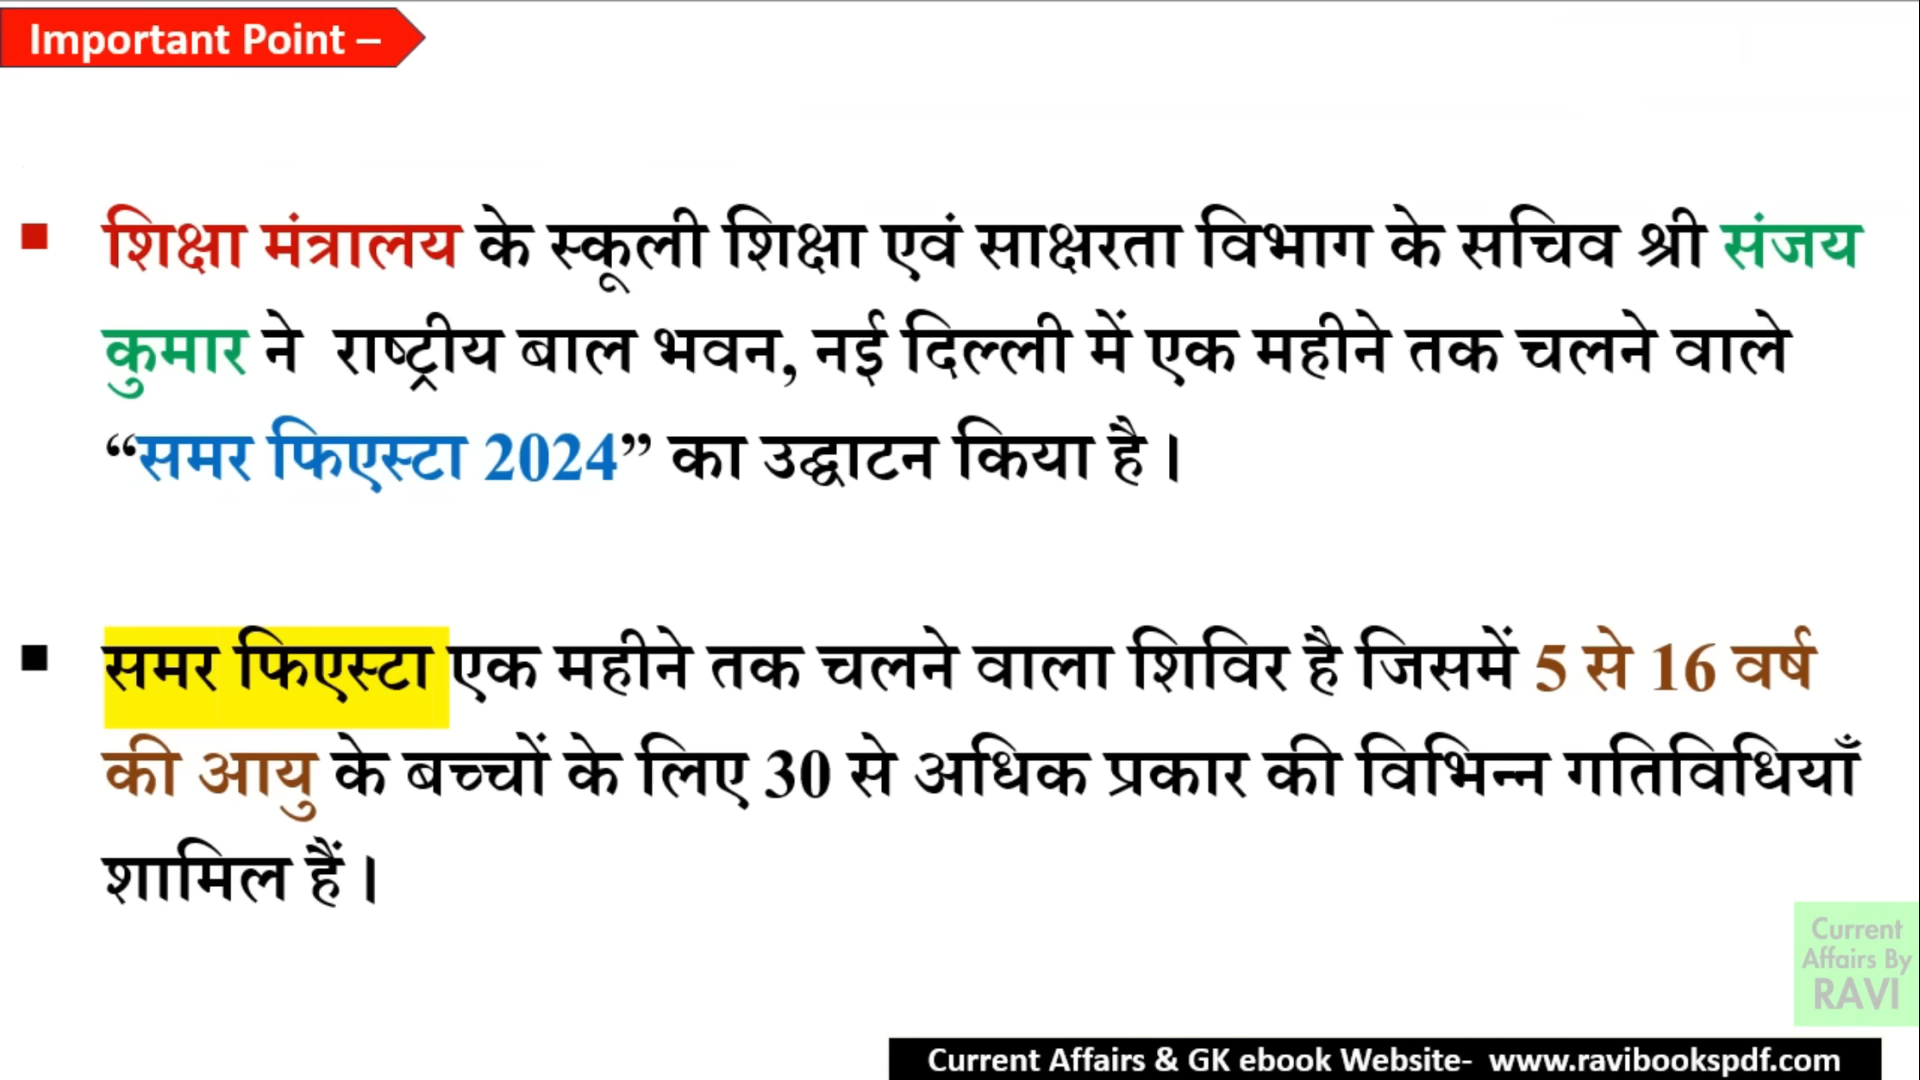 Important Point –
▪ शिक्षा मंत्रालय के स्कूली शिक्षा एवं साक्षरता विभाग के सचिव श्री संजय
कुमार ने राष्ट्रीय बाल भवन, नई दिल्ली में एक महीने तक चलने वाले
“समर फिएस्टा 2024” का उद्घाटन किया है।
▪ समर फिएस्टा एक महीने तक चलने वाला शिविर है जिसमें 5 से 16 वर्ष
की आयु के बच्चों के लिए 30 से अधिक प्रकार की विभिन्न गतिविधियाँ
शामिल हैं।
Current
Affairs By
RAVI
Current Affairs & GK ebook Website- www.ravibookspdf.com